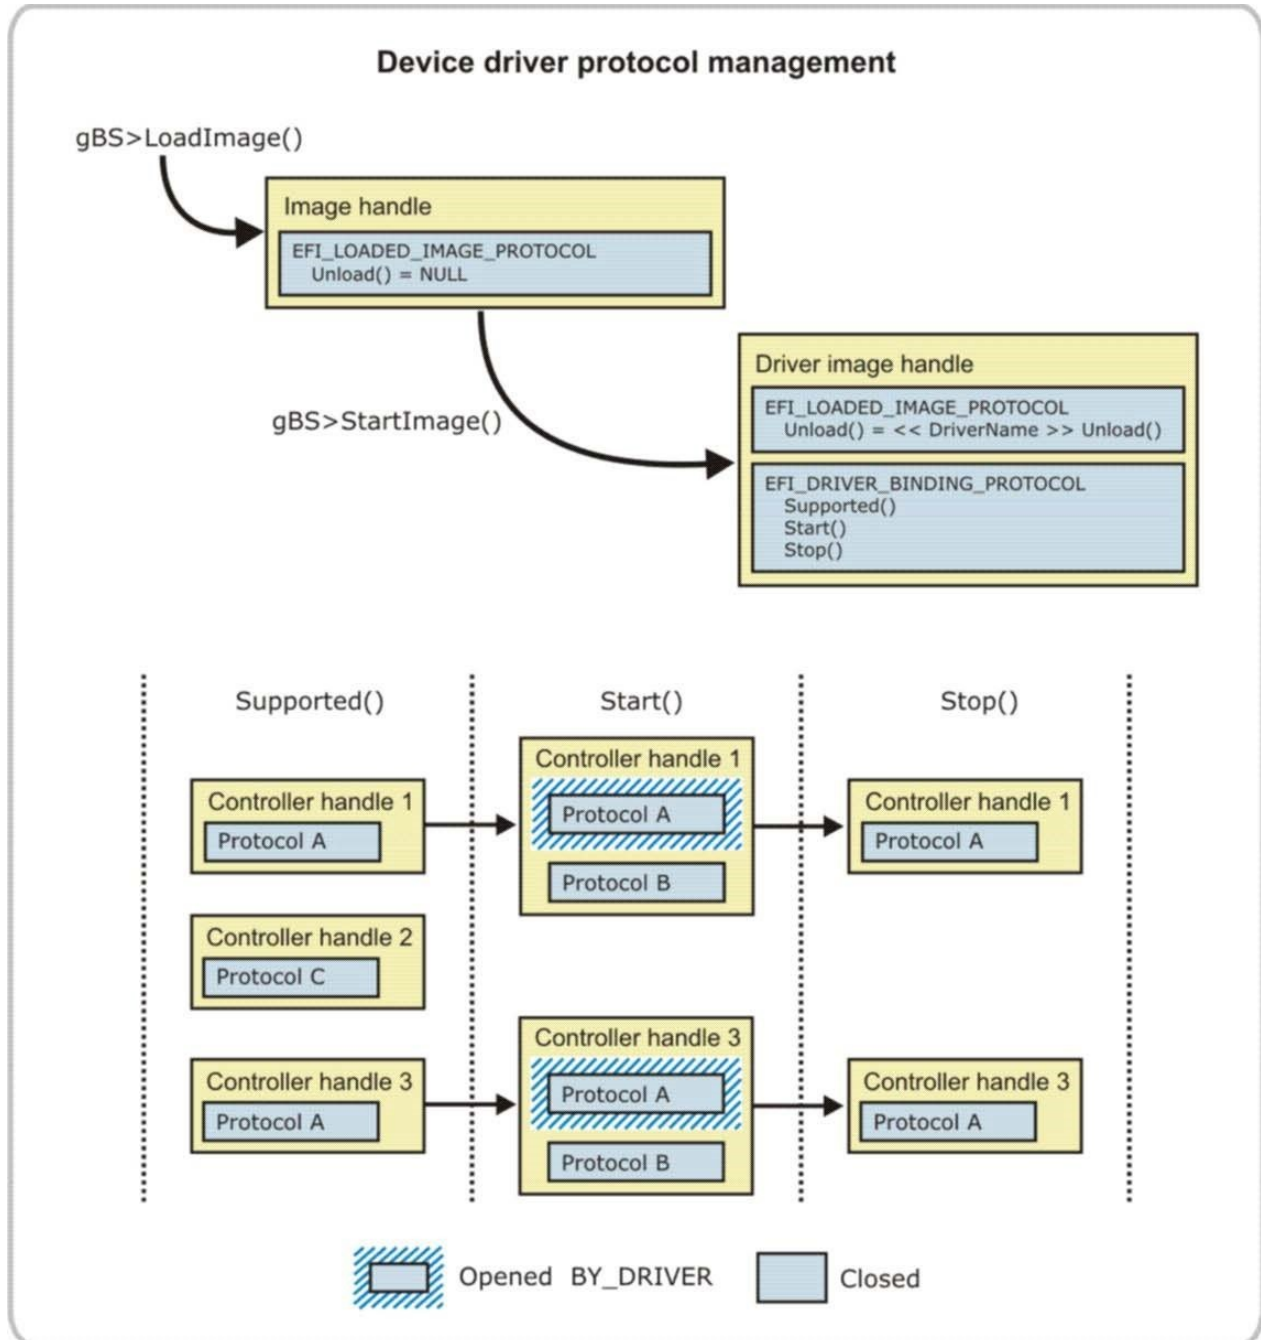 Device driver protocol management
gBS>LoadImage()
Image handle
EFI_LOADED_IMAGE_PROTOCOL
Unload() = NULL
gBS>StartImage()
Driver image handle
EFI_LOADED_IMAGE_PROTOCOL
Unload() = << DriverName >> Unload()
EFI_DRIVER_BINDING_PROTOCOL
Supported()
Start()
Stop()
Supported()
Start()
Stop()
Controller handle 1
Protocol A
Controller handle 1
Protocol A
Protocol B
Controller handle 1
Protocol A
Controller handle 2
Protocol C
Controller handle 3
Protocol A
Controller handle 3
Protocol A
Protocol B
Controller handle 3
Protocol A
Opened BY_DRIVER
Closed